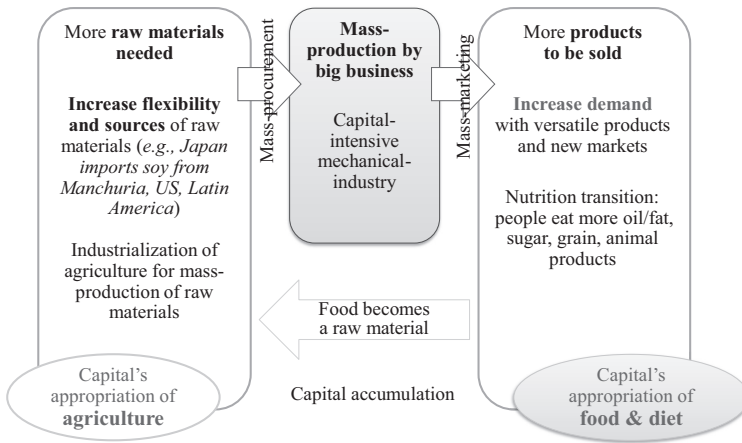 More raw materials
needed
Increase flexibility
and sources of raw
materials (e.g., Japan
imports soy from
Manchuria, US, Latin
America)
Industrialization of
agriculture for mass-
production of raw
materials
Capital's
appropriation of
agriculture
Mass-procurement
Mass-
production by
big business
Capital-
intensive
mechanical-
industry
Mass-marketing
More products
to be sold
Increase demand
with versatile products
and new markets
Nutrition transition:
people eat more oil/fat,
sugar, grain, animal
products
Food becomes
a raw material
Capital accumulation
Capital's
appropriation of
food & diet